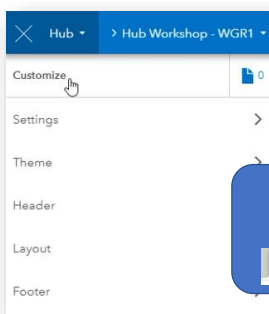 Hub > Hub Workshop - WGR1
Customize 0
Settings
Theme
Header
Layout
Footer